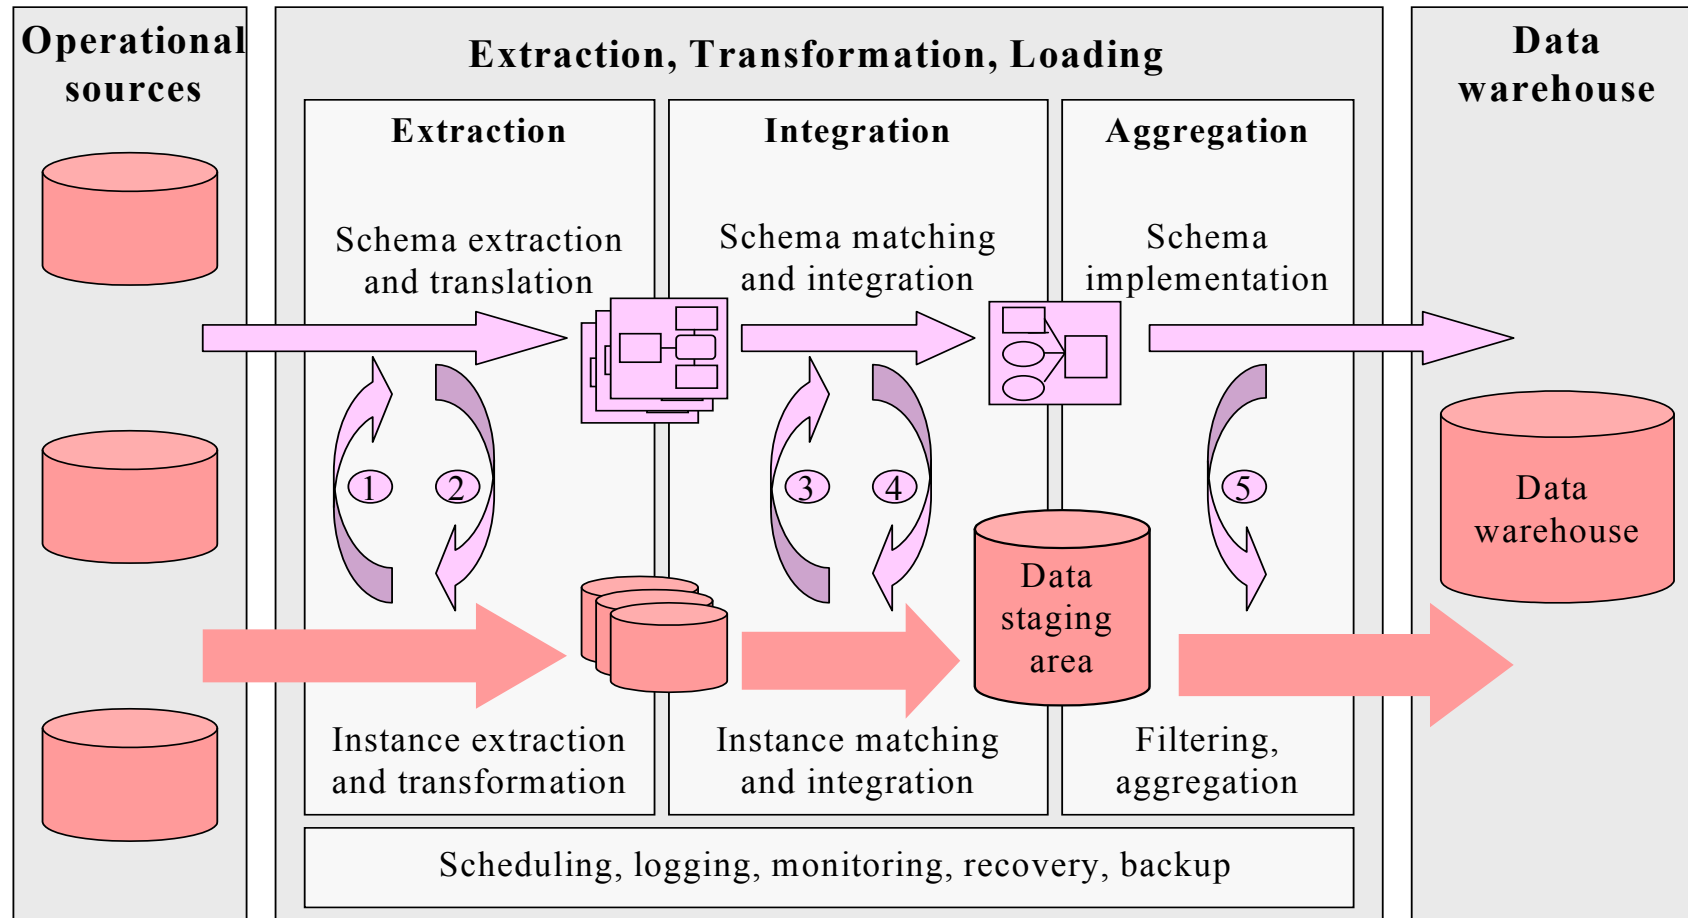 Operational
sources
Extraction, Transformation, Loading
Data
warehouse
Extraction
Integration
Aggregation
Schema extraction
and translation
Schema matching
and integration
Schema
implementation
1
2
3
4
5
Data
staging
area
Data
warehouse
Instance extraction
and transformation
Instance matching
and integration
Filtering,
aggregation
Scheduling, logging, monitoring, recovery, backup